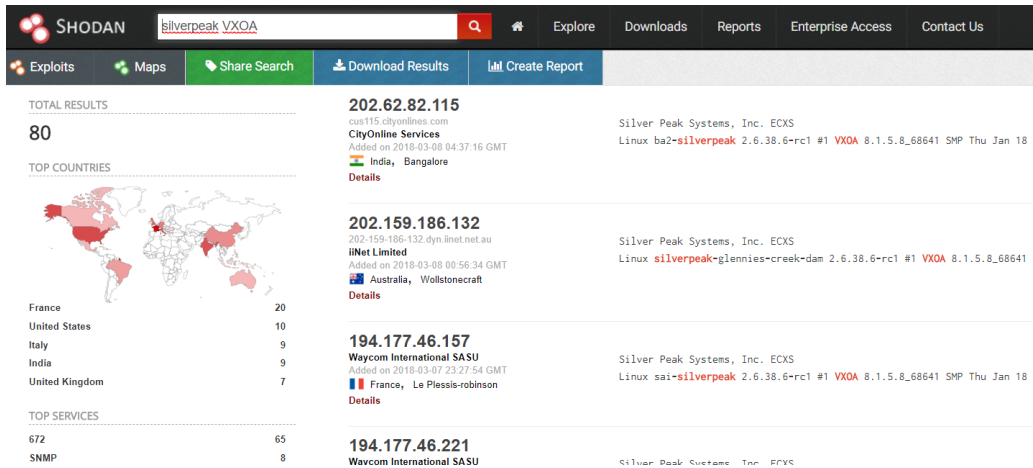 SHODAN
silverpeak VXOA
Explore Downloads Reports Enterprise Access Contact Us
Exploits Maps Share Search Download Results Create Report
TOTAL RESULTS
80
TOP COUNTRIES
France 20
United States 10
Italy 9
India 9
United Kingdom 7
TOP SERVICES
672 65
SNMP 8
202.62.82.115
cus115.cityonlines.com
CityOnline Services
Added on 2018-03-08 04:37:16 GMT
India, Bangalore
Details
Silver Peak Systems, Inc. ECXS
Linux ba2-silverpeak 2.6.38.6-rc1 #1 VXOA 8.1.5.8_68641 SMP Thu Jan 18
202.159.186.132
202-159-186-132.dyn.iinet.net.au
iiNet Limited
Added on 2018-03-08 00:56:34 GMT
Australia, Wollstonecraft
Details
Silver Peak Systems, Inc. ECXS
Linux silverpeak-glennies-creek-dam 2.6.38.6-rc1 #1 VXOA 8.1.5.8_68641
194.177.46.157
Waycom International SASU
Added on 2018-03-07 23:27:54 GMT
France, Le Plessis-robinson
Details
Silver Peak Systems, Inc. ECXS
Linux sai-silverpeak 2.6.38.6-rc1 #1 VXOA 8.1.5.8_68641 SMP Thu Jan 18
194.177.46.221
Waycom International SASU
Silver Peak Systems, Inc. ECXS